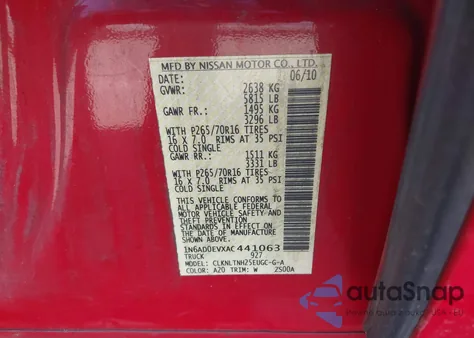 MFD BY NISSAN MOTOR CO., LTD.
DATE: 06/10
GVWR: 2638 KG
5815 LB
GAWR FR.: 1495 KG
3296 LB
WITH P265/70R16 TIRES
16 X 7.0 RIMS AT 35 PSI
COLD SINGLE
GAWR RR.: 1511 KG
3331 LB
WITH P265/70R16 TIRES
16 X 7.0 RIMS AT 35 PSI
COLD SINGLE
THIS VEHICLE CONFORMS TO ALL
APPLICABLE FEDERAL
MOTOR VEHICLE SAFETY
STANDARDS IN EFFECT ON
THE DATE OF MANUFACTURE
SHOWN ABOVE.
1N6AD0EVXAC441063
TRUCK 927
MODEL: CLKNLTNH25EUGC-G-A
COLOR: A20 TRIM: W ZS00A
autoSnap